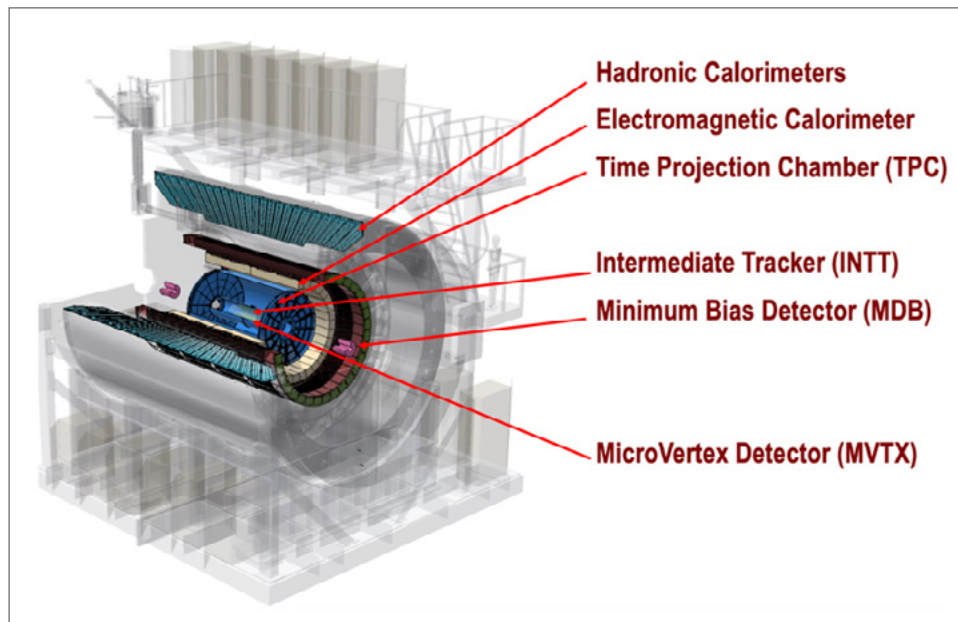 Hadronic Calorimeters
Electromagnetic Calorimeter
Time Projection Chamber (TPC)
Intermediate Tracker (INTT)
Minimum Bias Detector (MDB)
MicroVertex Detector (MVTX)